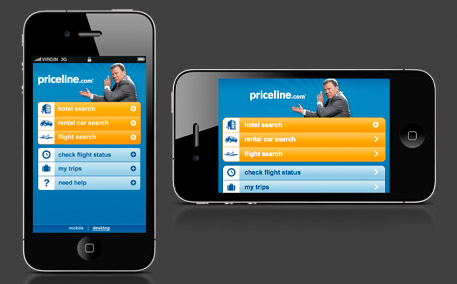 VIRGIN 3G
priceline.com®
hotel search
rental car search
flight search
check flight status
my trips
need help
mobile | desktop
priceline.com®
hotel search
rental car search
flight search
check flight status
my trips